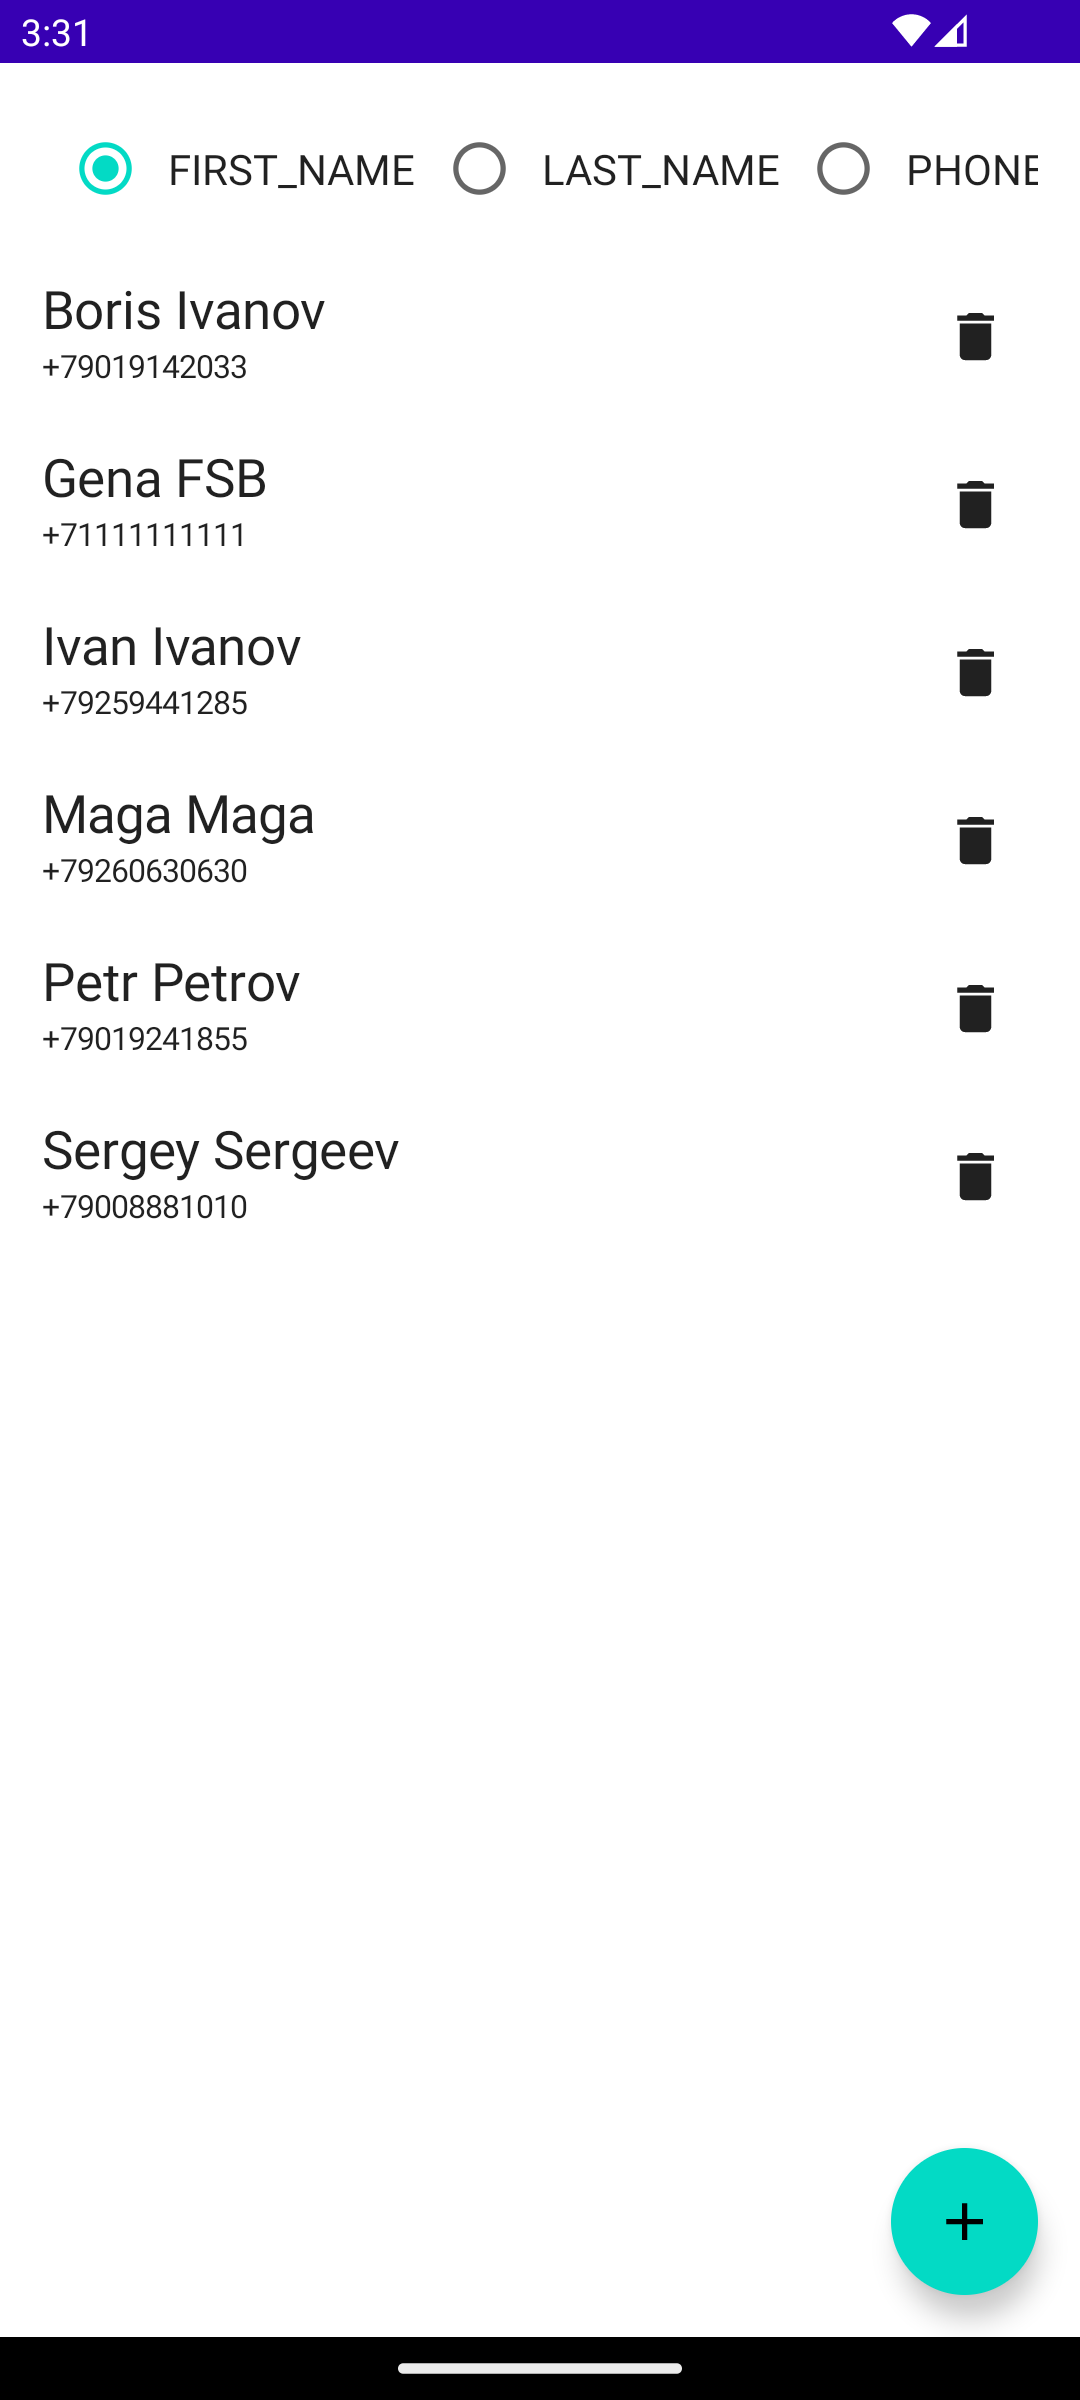 3:31
FIRST_NAME LAST_NAME PHONE
Boris Ivanov
+79019142033
Gena FSB
+71111111111
Ivan Ivanov
+79259441285
Maga Maga
+79260630630
Petr Petrov
+79019241855
Sergey Sergeev
+79008881010